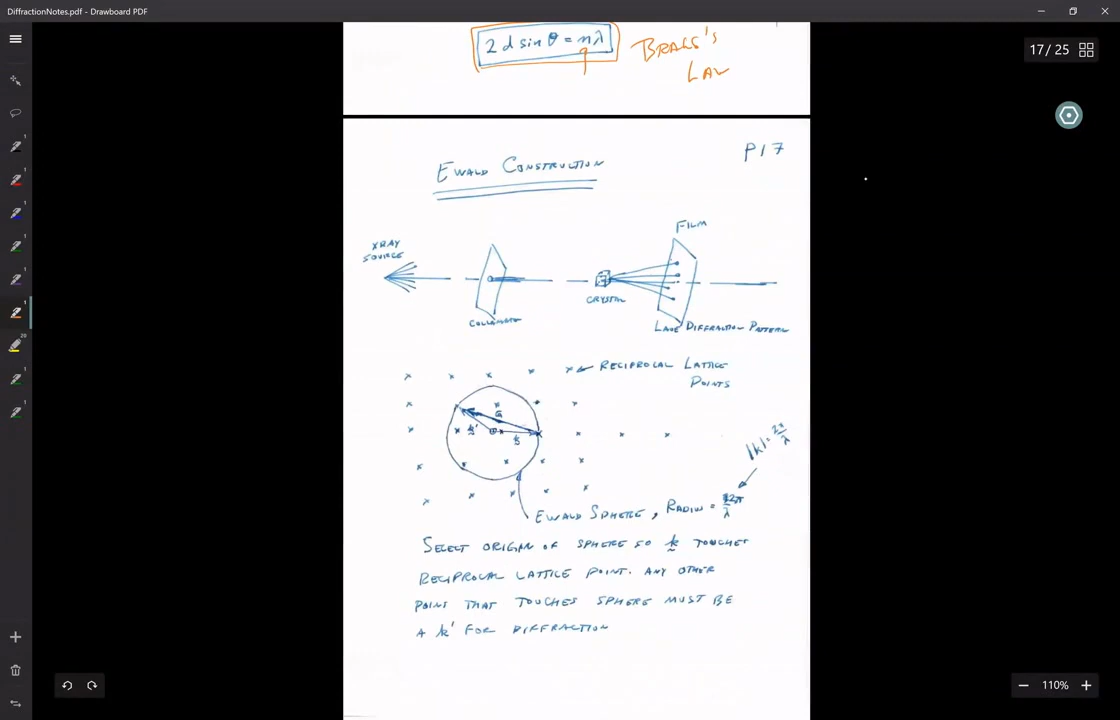 DiffractionNotes.pdf - Drawboard PDF
17 / 25
2 d sin θ = nλ
BRAGG'S
LAW
P17
EWALD CONSTRUCTION
XRAY
SOURCE
FILM
CRYSTAL
COLLIMATOR
LAUE DIFFRACTION PATTERN
RECIPROCAL LATTICE
POINTS
G
k'
k
|k| = 2π/λ
EWALD SPHERE, RADIUS = 2π/λ
SELECT ORIGIN OF SPHERE SO k TOUCHES
RECIPROCAL LATTICE POINT. ANY OTHER
POINT THAT TOUCHES SPHERE MUST BE
A k' FOR DIFFRACTION
110%